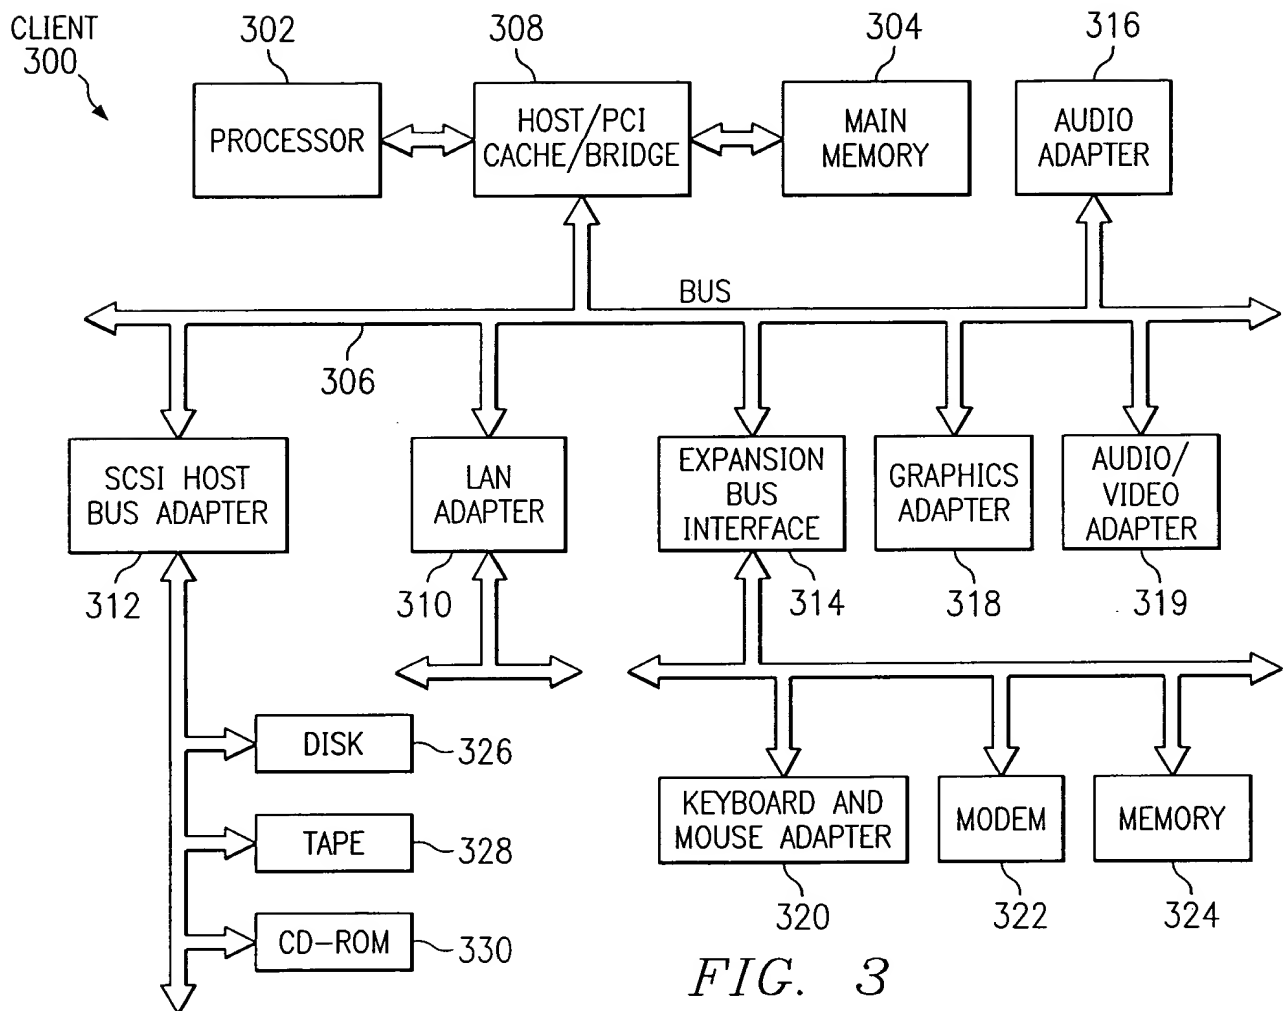 CLIENT
300
302
308
304
316
PROCESSOR
HOST/PCI
CACHE/BRIDGE
MAIN
MEMORY
AUDIO
ADAPTER
BUS
306
SCSI HOST
BUS ADAPTER
LAN
ADAPTER
EXPANSION
BUS
INTERFACE
GRAPHICS
ADAPTER
AUDIO/
VIDEO
ADAPTER
312
310
314
318
319
DISK
326
TAPE
328
CD-ROM
330
KEYBOARD AND
MOUSE ADAPTER
MODEM
MEMORY
320
322
324
FIG. 3